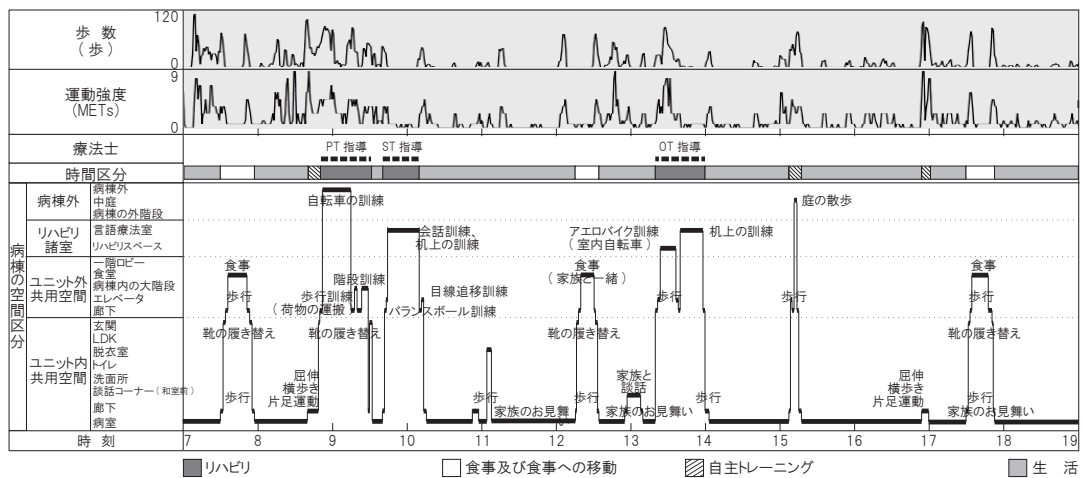 歩 数
（歩）
120
0
運動強度
(METs)
9
0
療法士
PT 指導
ST 指導
OT 指導
時間区分
病棟の空間区分
病棟外
病棟外
中庭
病棟の外階段
リハビリ
諸室
言語療法室
リハビリスペース
ユニット外
共用空間
一階ロビー
食堂
病棟内の大階段
エレベータ
廊下
ユニット内
共用空間
玄関
LDK
脱衣室
トイレ
洗面所
談話コーナー（和室前）
廊下
病室
自転車の訓練
庭の散歩
会話訓練、
机上の訓練
アエロバイク訓練
（室内自転車）
机上の訓練
食事
階段訓練
食事
（家族と一緒）
食事
歩行
歩行訓練
（荷物の運搬）
目線追移訓練
バランスボール訓練
歩行
歩行
歩行
靴の履き替え
靴の履き替え
靴の履き替え
靴の履き替え
屈伸
横歩き
片足運動
家族と
談話
屈伸
横歩き
片足運動
歩行
歩行
歩行
歩行
歩行
家族のお見舞
家族のお見舞い
家族のお見舞い
時 刻
7 8 9 10 11 12 13 14 15 16 17 18 19
リハビリ
食事及び食事への移動
自主トレーニング
生 活